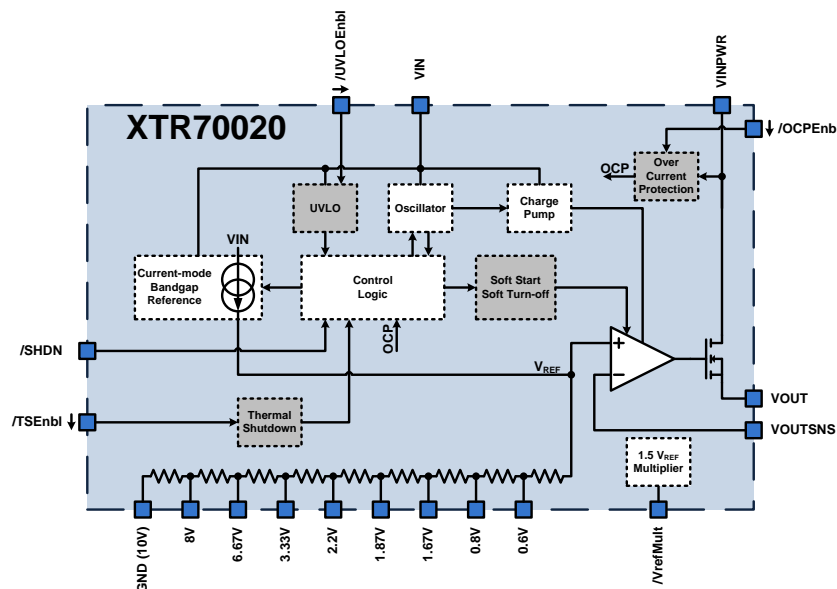 /UVLOEnbl
VIN
VINPWR
XTR70020
/OCPEnb
OCP
Over
Current
Protection
UVLO
Oscillator
Charge
Pump
VIN
Current-mode
Bandgap
Reference
Control
Logic
Soft Start
Soft Turn-off
OCP
/SHDN
VREF
+
−
VOUT
/TSEnbl
Thermal
Shutdown
VOUTSNS
1.5 VREF
Multiplier
GND (10V)
8V
6.67V
3.33V
2.2V
1.87V
1.67V
0.8V
0.6V
/VrefMult